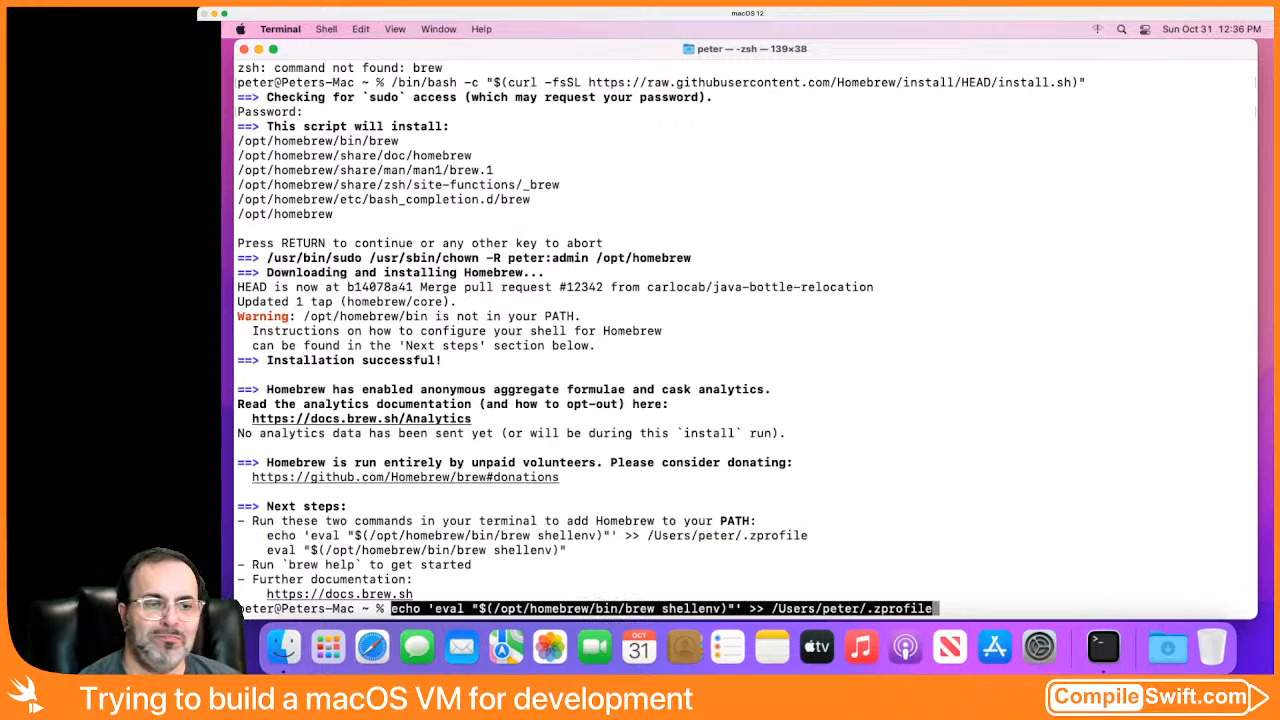 macOS 12
Terminal Shell Edit View Window Help Sun Oct 31 12:36 PM
peter — -zsh — 139×38
zsh: command not found: brew
peter@Peters-Mac ~ % /bin/bash -c "$(curl -fsSL https://raw.githubusercontent.com/Homebrew/install/HEAD/install.sh)"
==> Checking for `sudo` access (which may request your password).
Password:
==> This script will install:
/opt/homebrew/bin/brew
/opt/homebrew/share/doc/homebrew
/opt/homebrew/share/man/man1/brew.1
/opt/homebrew/share/zsh/site-functions/_brew
/opt/homebrew/etc/bash_completion.d/brew
/opt/homebrew
Press RETURN to continue or any other key to abort
==> /usr/bin/sudo /usr/sbin/chown -R peter:admin /opt/homebrew
==> Downloading and installing Homebrew...
HEAD is now at b14078a41 Merge pull request #12342 from carlocab/java-bottle-relocation
Updated 1 tap (homebrew/core).
Warning: /opt/homebrew/bin is not in your PATH.
Instructions on how to configure your shell for Homebrew
can be found in the 'Next steps' section below.
==> Installation successful!
==> Homebrew has enabled anonymous aggregate formulae and cask analytics.
Read the analytics documentation (and how to opt-out) here:
https://docs.brew.sh/Analytics
No analytics data has been sent yet (or will be during this `install` run).
==> Homebrew is run entirely by unpaid volunteers. Please consider donating:
https://github.com/Homebrew/brew#donations
==> Next steps:
- Run these two commands in your terminal to add Homebrew to your PATH:
echo 'eval "$(/opt/homebrew/bin/brew shellenv)"' >> /Users/peter/.zprofile
eval "$(/opt/homebrew/bin/brew shellenv)"
- Run `brew help` to get started
- Further documentation:
https://docs.brew.sh
peter@Peters-Mac ~ % echo 'eval "$(/opt/homebrew/bin/brew shellenv)"' >> /Users/peter/.zprofile
OCT
31
tv
Trying to build a macOS VM for development
CompileSwift.com